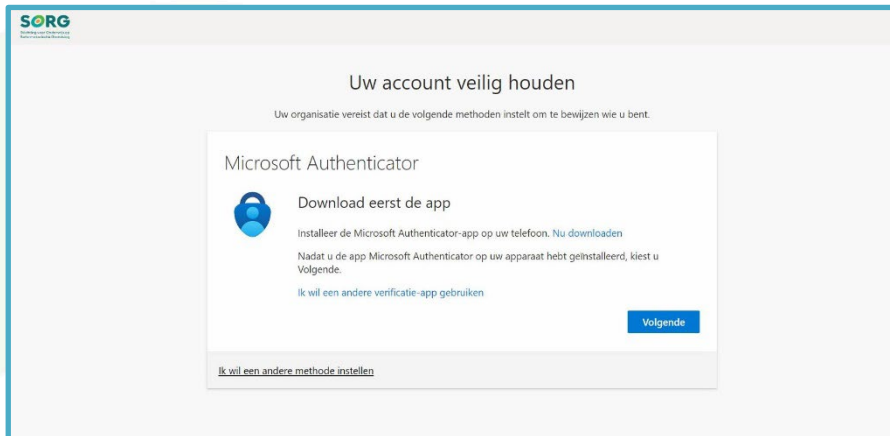 SORG
Uw account veilig houden
Uw organisatie vereist dat u de volgende methoden instelt om te bewijzen wie u bent.
Microsoft Authenticator
Download eerst de app
Installeer de Microsoft Authenticator-app op uw telefoon. Nu downloaden
Nadat u de app Microsoft Authenticator op uw apparaat hebt geïnstalleerd, kiest u
Volgende.
Ik wil een andere verificatie-app gebruiken
Volgende
Ik wil een andere methode instellen